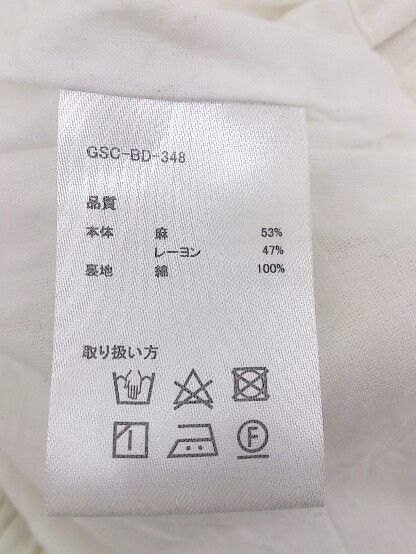 GSC-BD-348
品質
本体 麻 53%
レーヨン 47%
裏地 綿 100%
取り扱い方
F